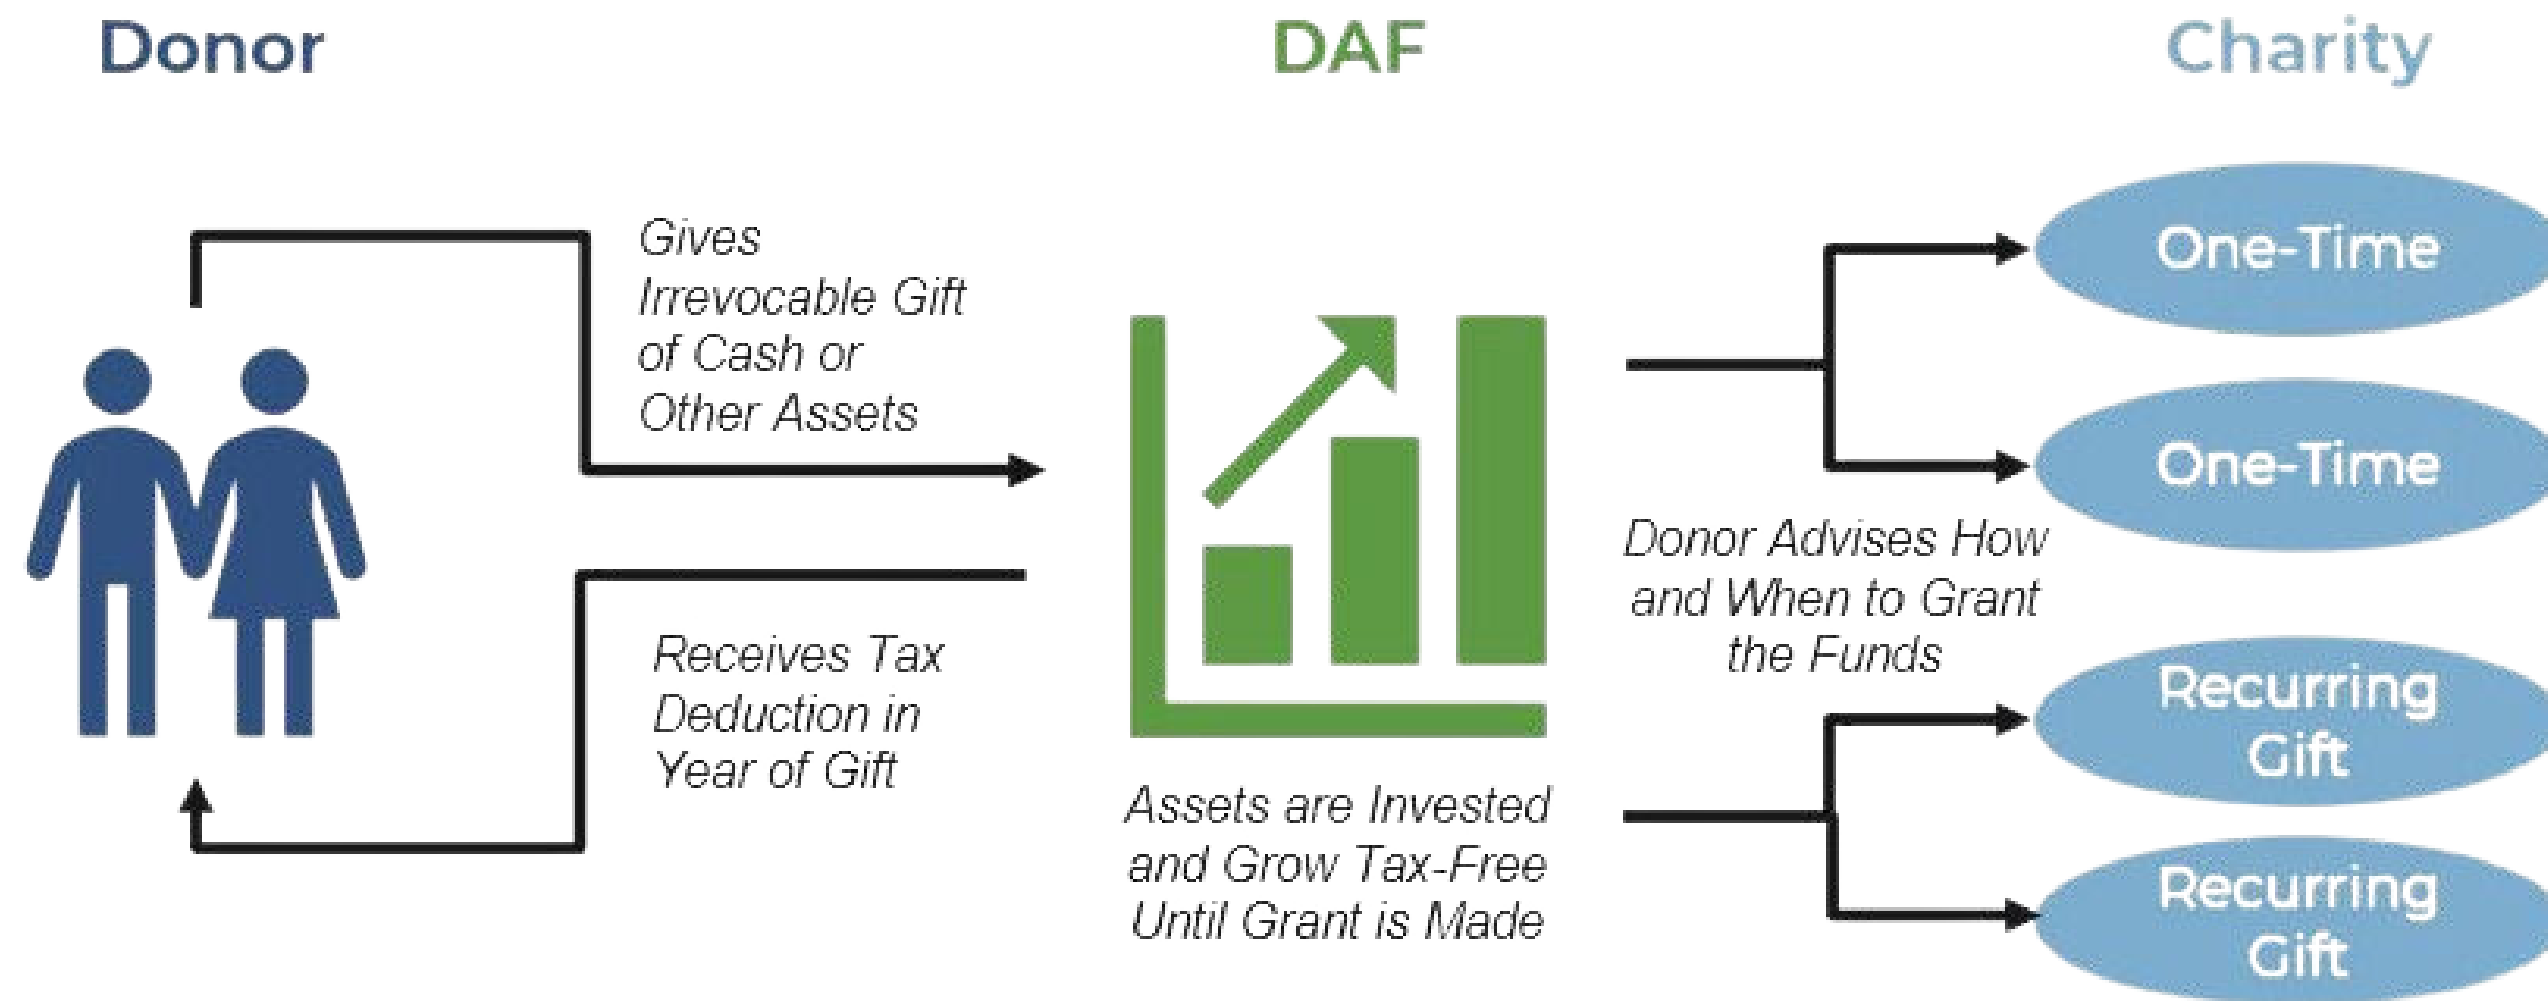 Donor
DAF
Charity
Gives
Irrevocable Gift
of Cash or
Other Assets
Receives Tax
Deduction in
Year of Gift
Assets are Invested
and Grow Tax-Free
Until Grant is Made
Donor Advises How
and When to Grant
the Funds
One-Time
One-Time
Recurring
Gift
Recurring
Gift